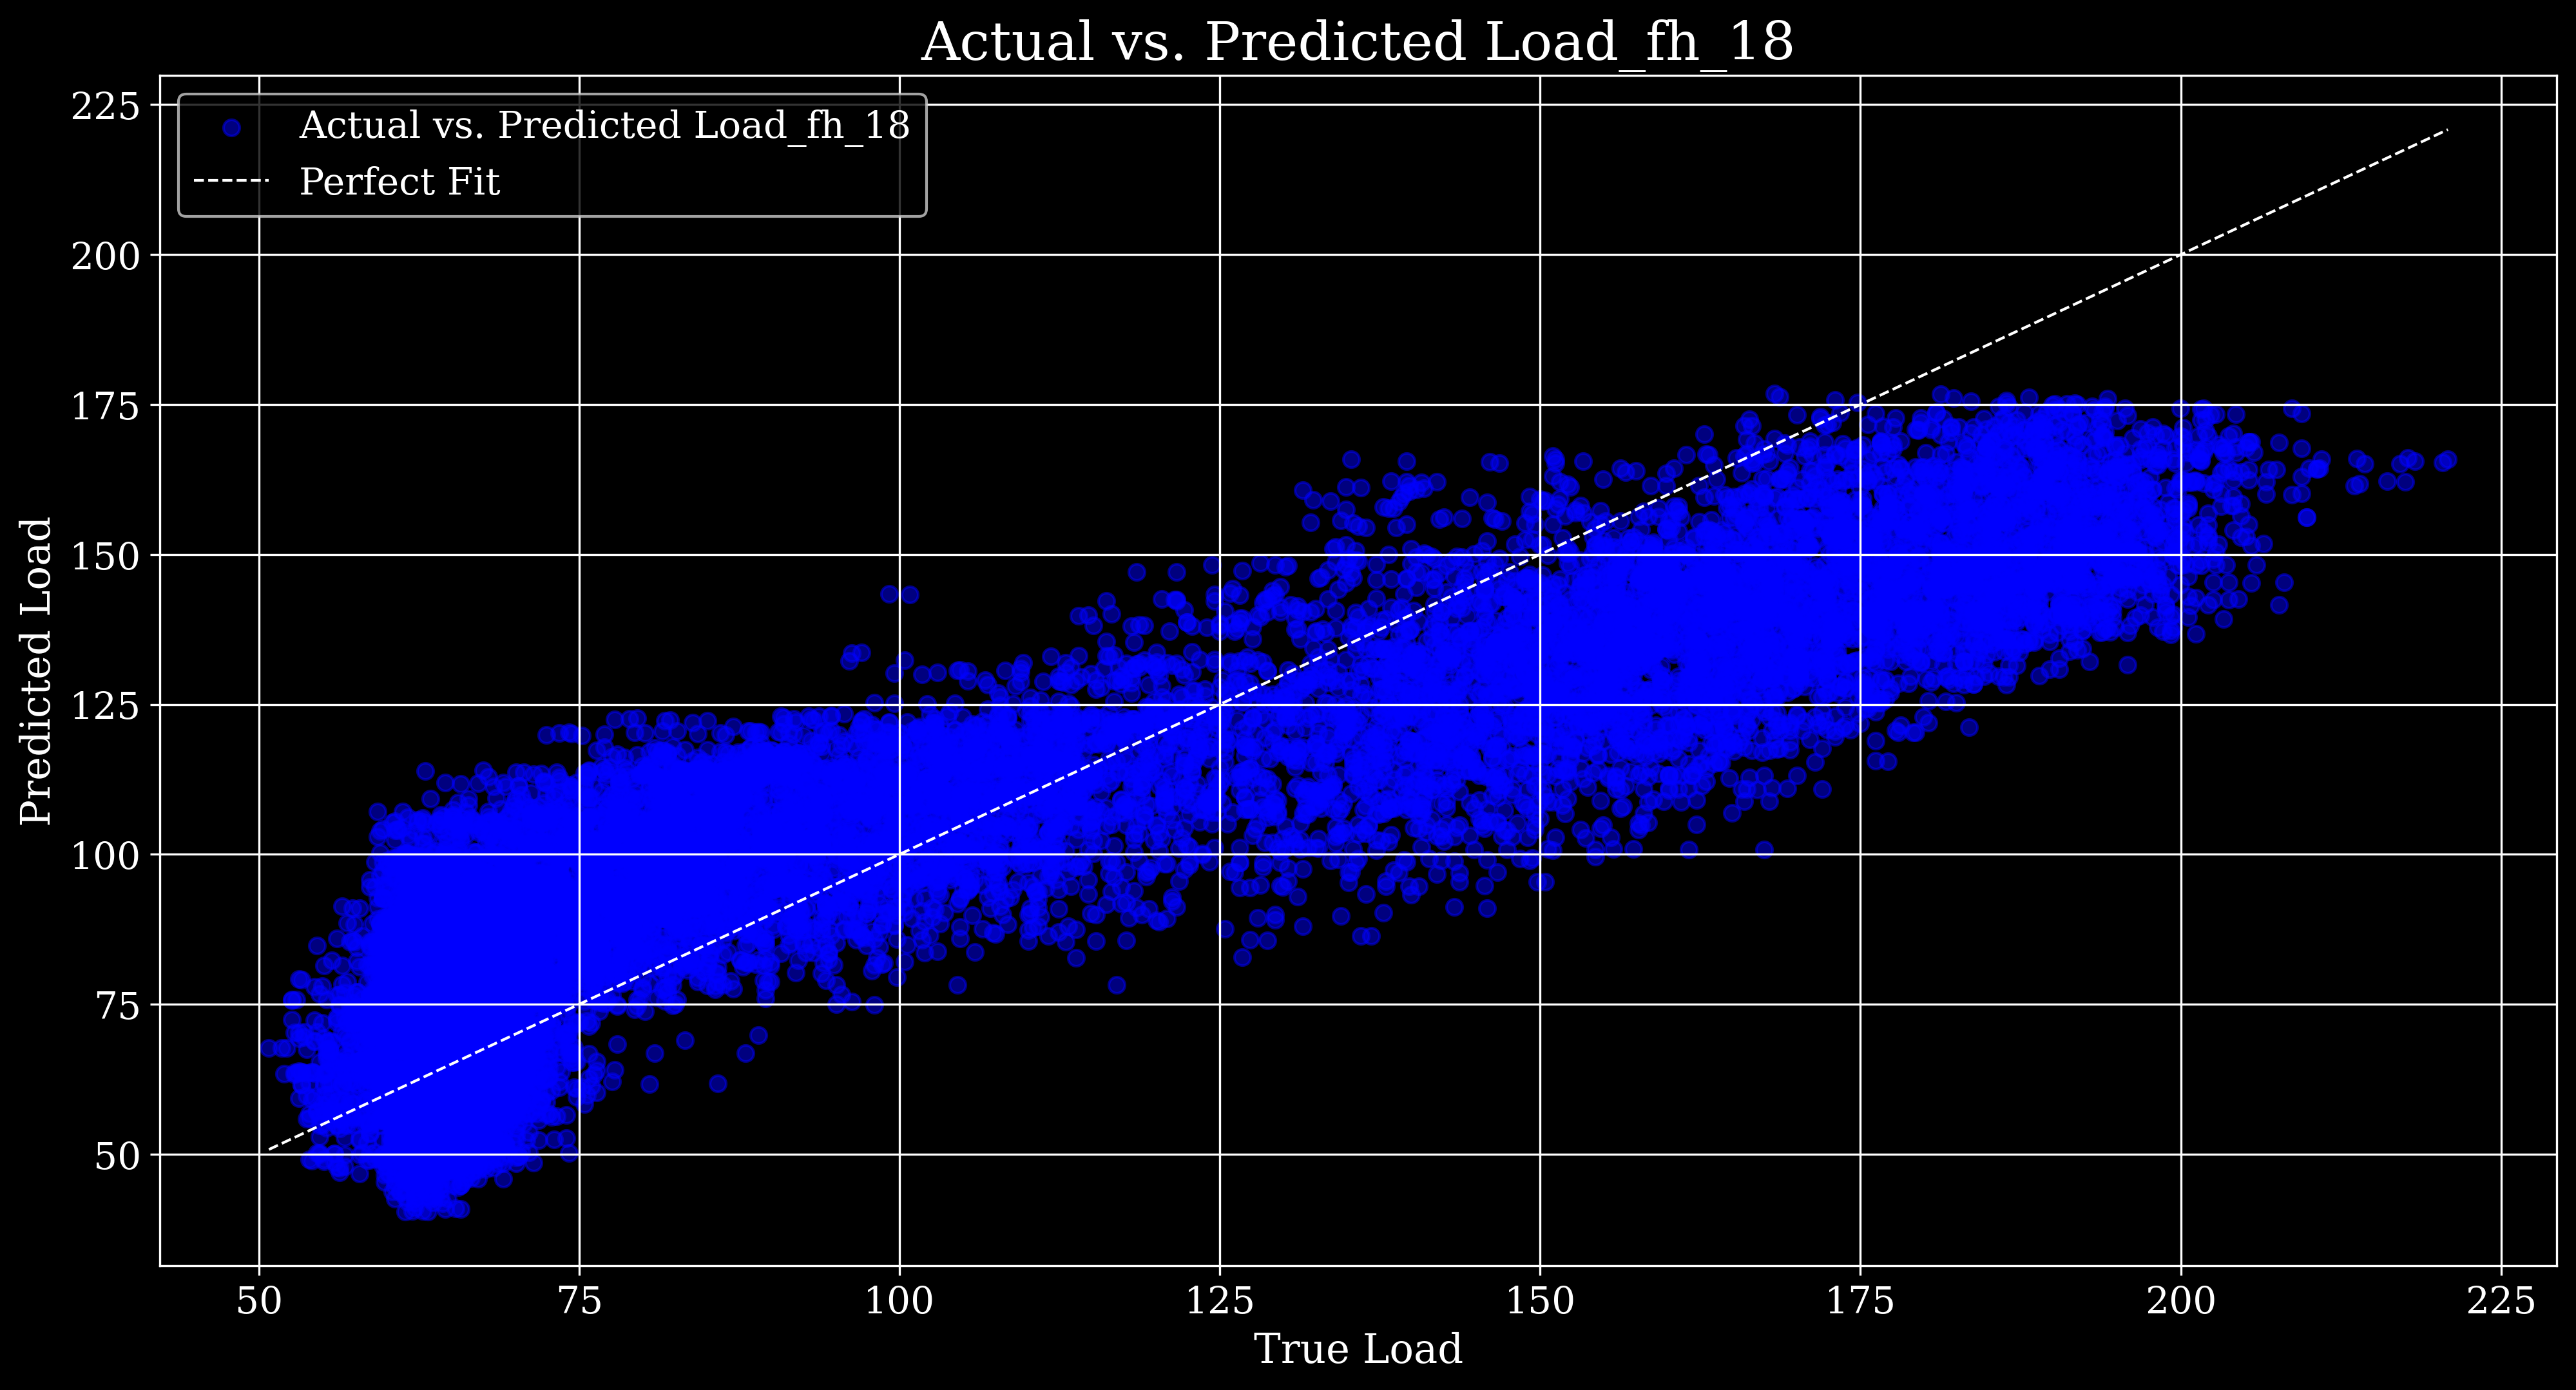 Actual vs. Predicted Load_fh_18
Actual vs. Predicted Load_fh_18
Perfect Fit
225
200
175
150
125
100
75
50
Predicted Load
50 75 100 125 150 175 200 225
True Load